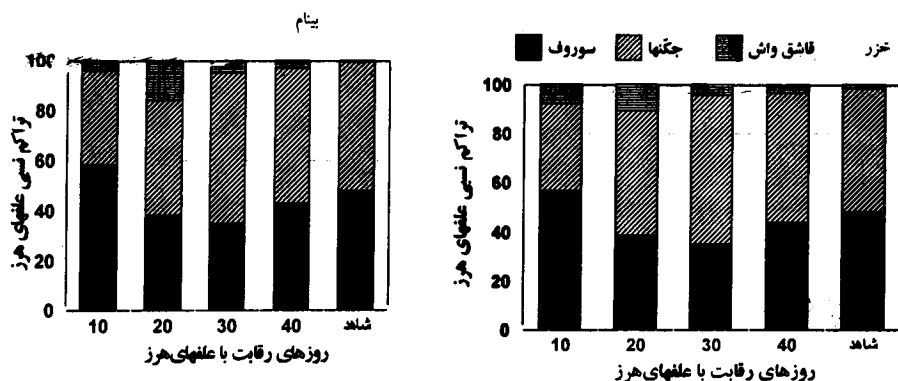 بینام
تراکم نسبی علفهای هرز
100
80
60
40
20
0
10 20 30 40 شاهد
روزهای رقابت با علفهای‌هرز
خزر
قاشق واش
جگنها
سوروف
تراکم نسبی علفهای هرز
100
80
60
40
20
0
10 20 30 40 شاهد
روزهای رقابت با علفهای‌هرز